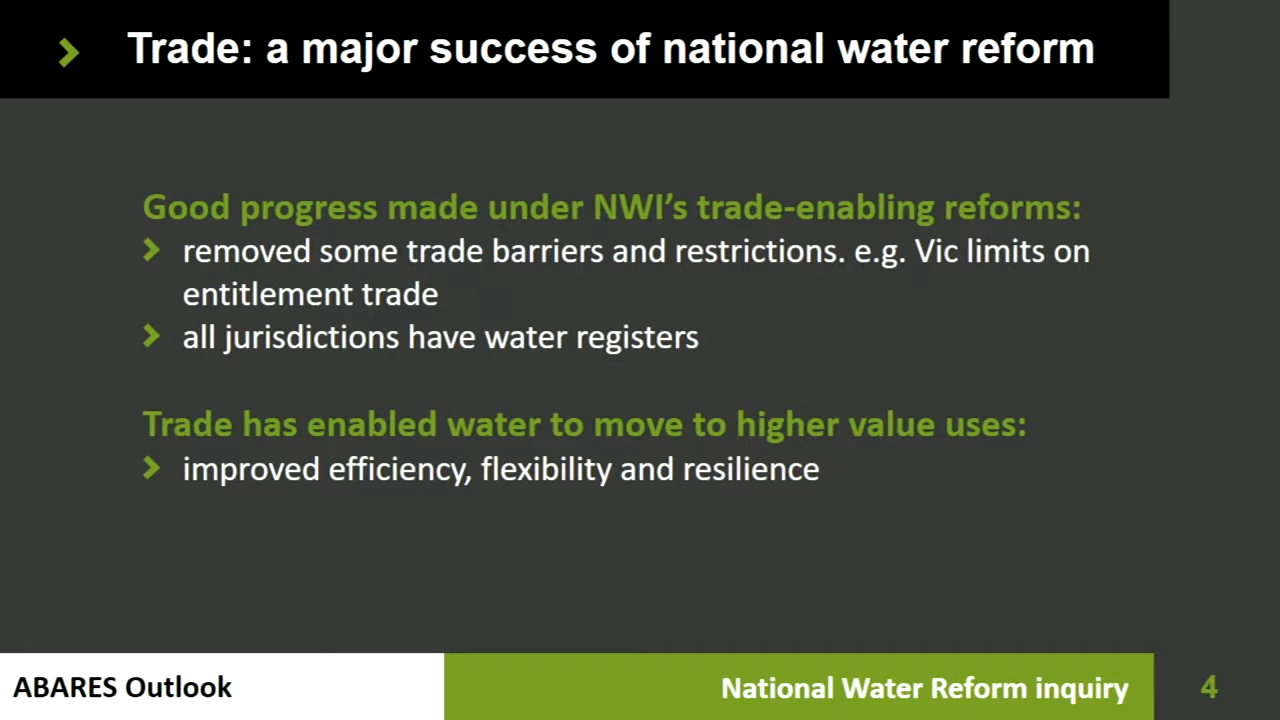 Trade: a major success of national water reform
Good progress made under NWI's trade-enabling reforms:
removed some trade barriers and restrictions. e.g. Vic limits on
entitlement trade
all jurisdictions have water registers
Trade has enabled water to move to higher value uses:
improved efficiency, flexibility and resilience
ABARES Outlook
National Water Reform inquiry
4